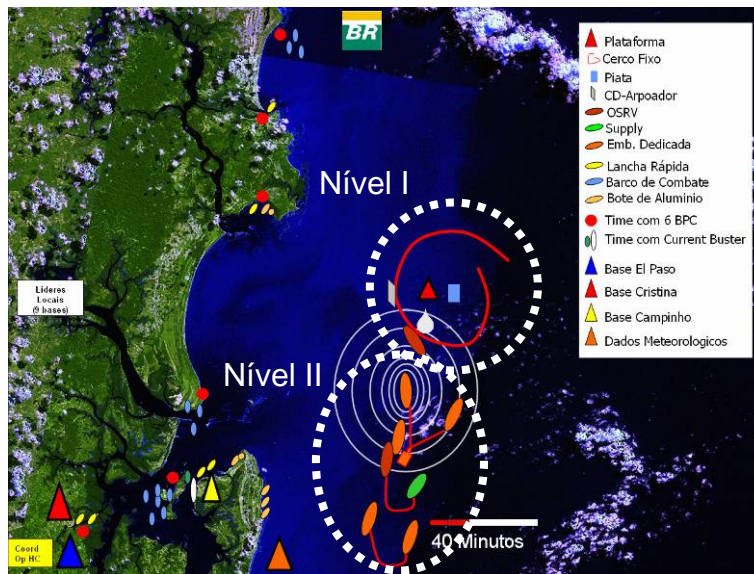 BR
Nível I
Nível II
Lideres
Locais
(9 bases)
Coord
Op HC
40 Minutos
Plataforma
Cerco Fixo
Piata
CD-Arpoador
OSRV
Supply
Emb. Dedicada
Lancha Rápida
Barco de Combate
Bote de Aluminio
Time com 6 BPC
Time com Current Buster
Base El Paso
Base Cristina
Base Campinho
Dados Meteorologicos